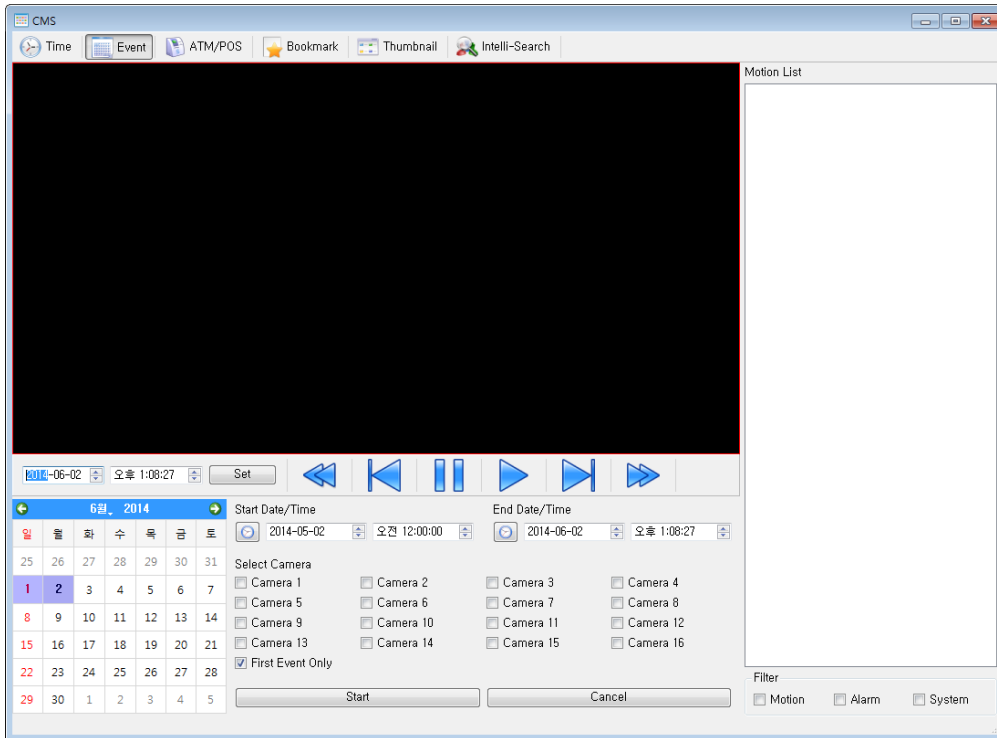 CMS
Time Event ATM/POS Bookmark Thumbnail Intelli-Search
Motion List
2014-06-02 오후 1:08:27 Set
6월, 2014
일 월 화 수 목 금 토
25 26 27 28 29 30 31
1 2 3 4 5 6 7
8 9 10 11 12 13 14
15 16 17 18 19 20 21
22 23 24 25 26 27 28
29 30 1 2 3 4 5
Start Date/Time End Date/Time
2014-05-02 오전 12:00:00 2014-06-02 오후 1:08:27
Select Camera
Camera 1 Camera 2 Camera 3 Camera 4
Camera 5 Camera 6 Camera 7 Camera 8
Camera 9 Camera 10 Camera 11 Camera 12
Camera 13 Camera 14 Camera 15 Camera 16
First Event Only
Start Cancel
Filter
Motion Alarm System